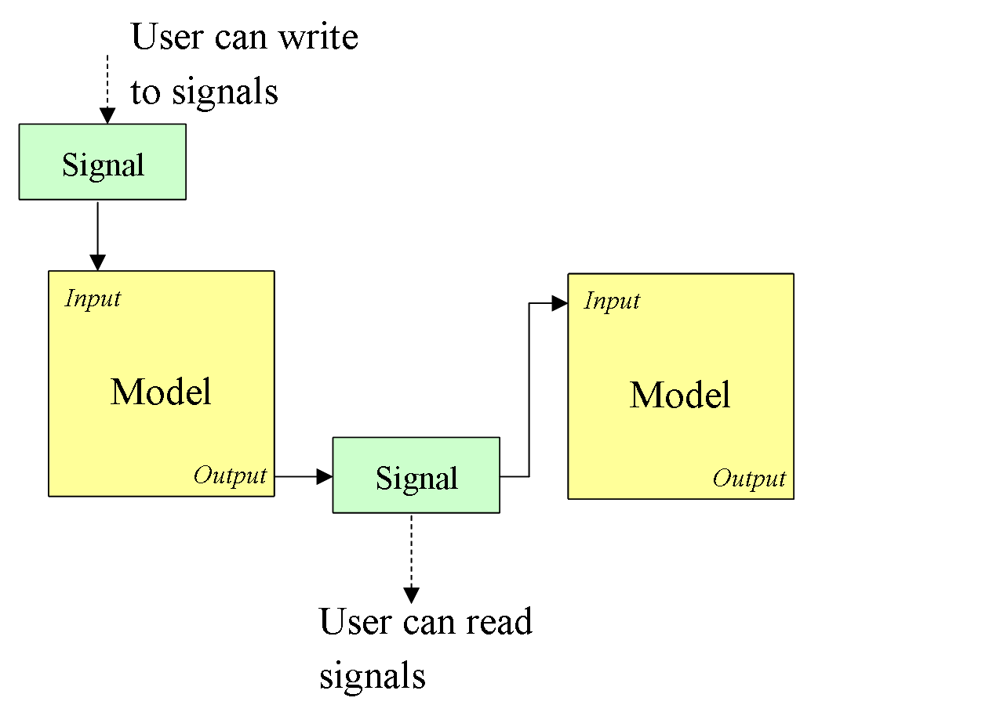 User can write
to signals
Signal
Input
Model
Output
Signal
Input
Model
Output
User can read
signals